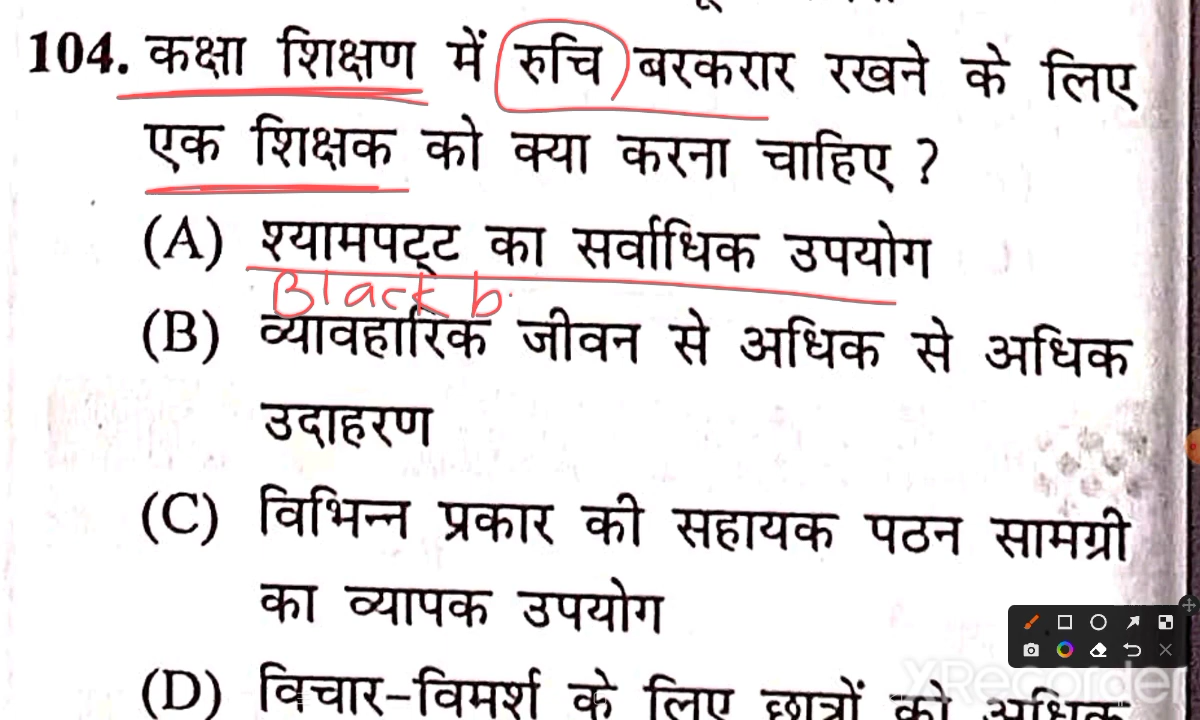 104. कक्षा शिक्षण में रुचि बरकरार रखने के लिए
एक शिक्षक को क्या करना चाहिए ?
(A) श्यामपट्ट का सर्वाधिक उपयोग
Black b.
(B) व्यावहारिक जीवन से अधिक से अधिक
उदाहरण
(C) विभिन्न प्रकार की सहायक पठन सामग्री
का व्यापक उपयोग
(D) विचार-विमर्श के लिए छात्रों को अधिक
XRecorder